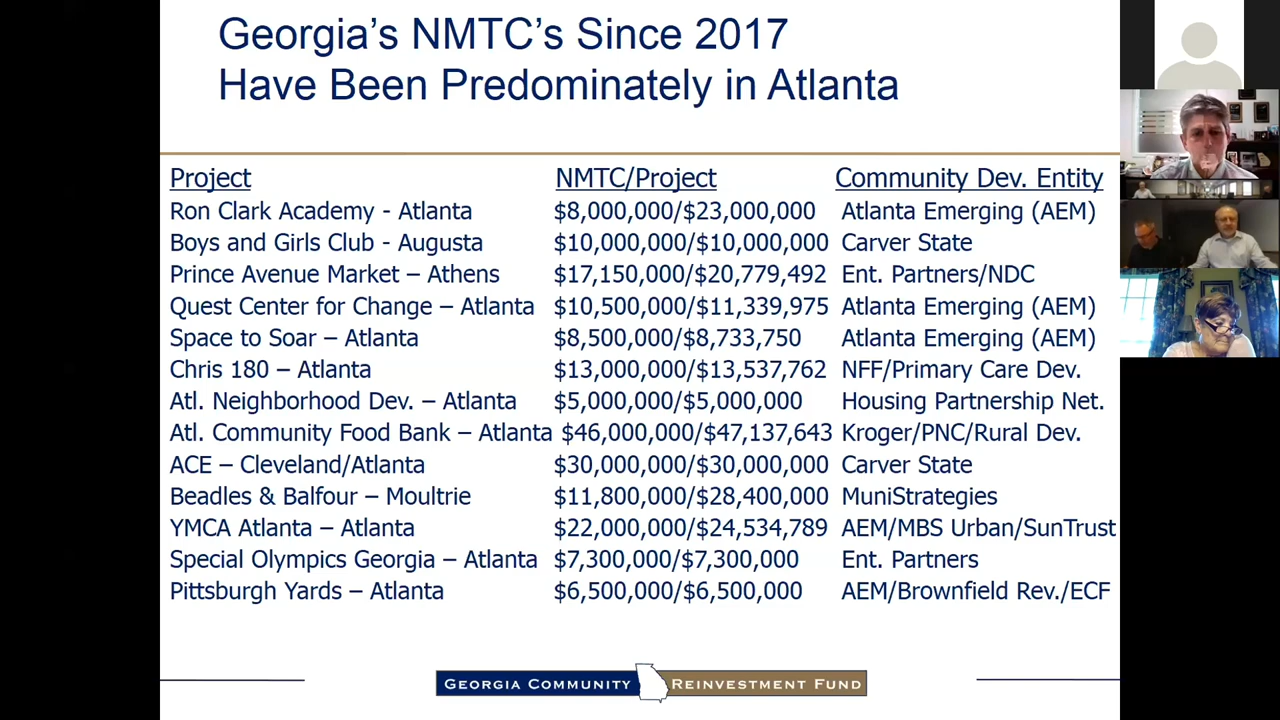 Georgia's NMTC's Since 2017
Have Been Predominately in Atlanta
Project NMTC/Project Community Dev. Entity
Ron Clark Academy - Atlanta $8,000,000/$23,000,000 Atlanta Emerging (AEM)
Boys and Girls Club - Augusta $10,000,000/$10,000,000 Carver State
Prince Avenue Market – Athens $17,150,000/$20,779,492 Ent. Partners/NDC
Quest Center for Change – Atlanta $10,500,000/$11,339,975 Atlanta Emerging (AEM)
Space to Soar – Atlanta $8,500,000/$8,733,750 Atlanta Emerging (AEM)
Chris 180 – Atlanta $13,000,000/$13,537,762 NFF/Primary Care Dev.
Atl. Neighborhood Dev. – Atlanta $5,000,000/$5,000,000 Housing Partnership Net.
Atl. Community Food Bank – Atlanta $46,000,000/$47,137,643 Kroger/PNC/Rural Dev.
ACE – Cleveland/Atlanta $30,000,000/$30,000,000 Carver State
Beadles & Balfour – Moultrie $11,800,000/$28,400,000 MuniStrategies
YMCA Atlanta – Atlanta $22,000,000/$24,534,789 AEM/MBS Urban/SunTrust
Special Olympics Georgia – Atlanta $7,300,000/$7,300,000 Ent. Partners
Pittsburgh Yards – Atlanta $6,500,000/$6,500,000 AEM/Brownfield Rev./ECF
GEORGIA COMMUNITY REINVESTMENT FUND